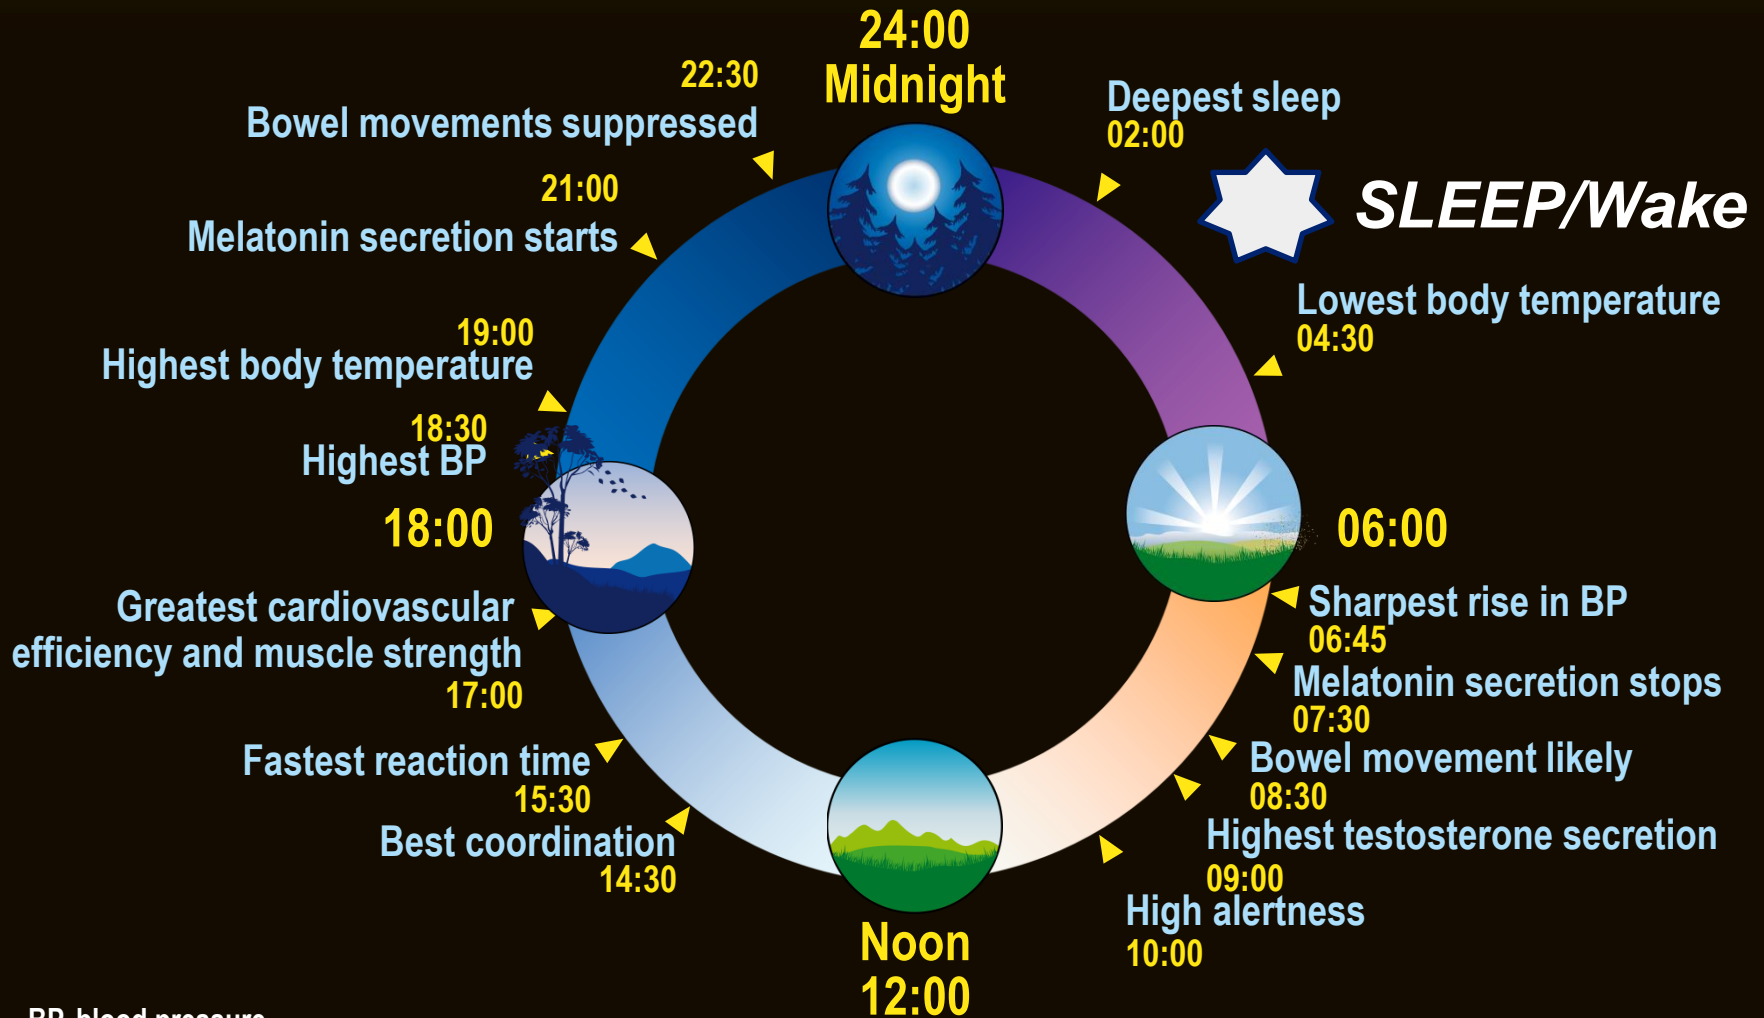 24:00
Midnight
Deepest sleep
02:00
SLEEP/Wake
Lowest body temperature
04:30
06:00
Sharpest rise in BP
06:45
Melatonin secretion stops
07:30
Bowel movement likely
08:30
Highest testosterone secretion
09:00
High alertness
10:00
Noon
12:00
Best coordination
14:30
Fastest reaction time
15:30
Greatest cardiovascular
efficiency and muscle strength
17:00
18:00
18:30
Highest BP
19:00
Highest body temperature
21:00
Melatonin secretion starts
22:30
Bowel movements suppressed
BP, blood pressure